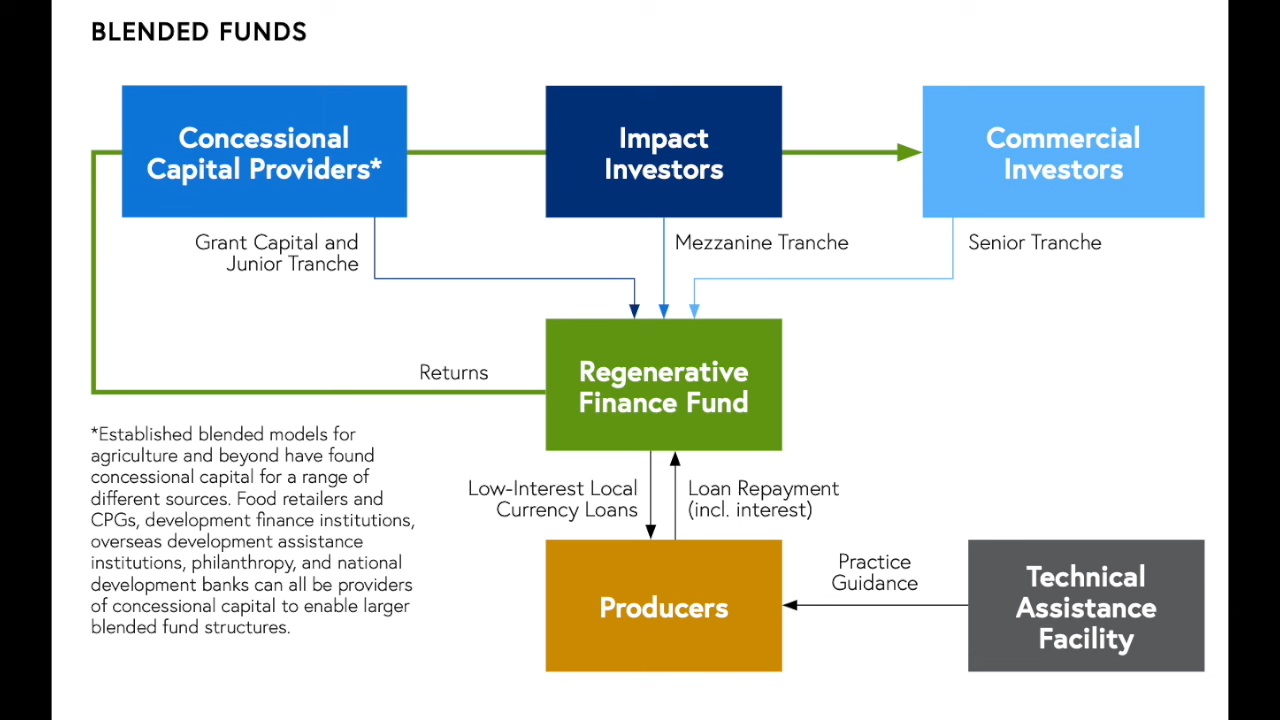 BLENDED FUNDS
Concessional
Capital Providers*
Impact
Investors
Commercial
Investors
Grant Capital and
Junior Tranche
Mezzanine Tranche
Senior Tranche
Returns
Regenerative
Finance Fund
*Established blended models for
agriculture and beyond have found
concessional capital for a range of
different sources. Food retailers and
CPGs, development finance institutions,
overseas development assistance
institutions, philanthropy, and national
development banks can all be providers
of concessional capital to enable larger
blended fund structures.
Low-Interest Local
Currency Loans
Loan Repayment
(incl. interest)
Producers
Practice
Guidance
Technical
Assistance
Facility